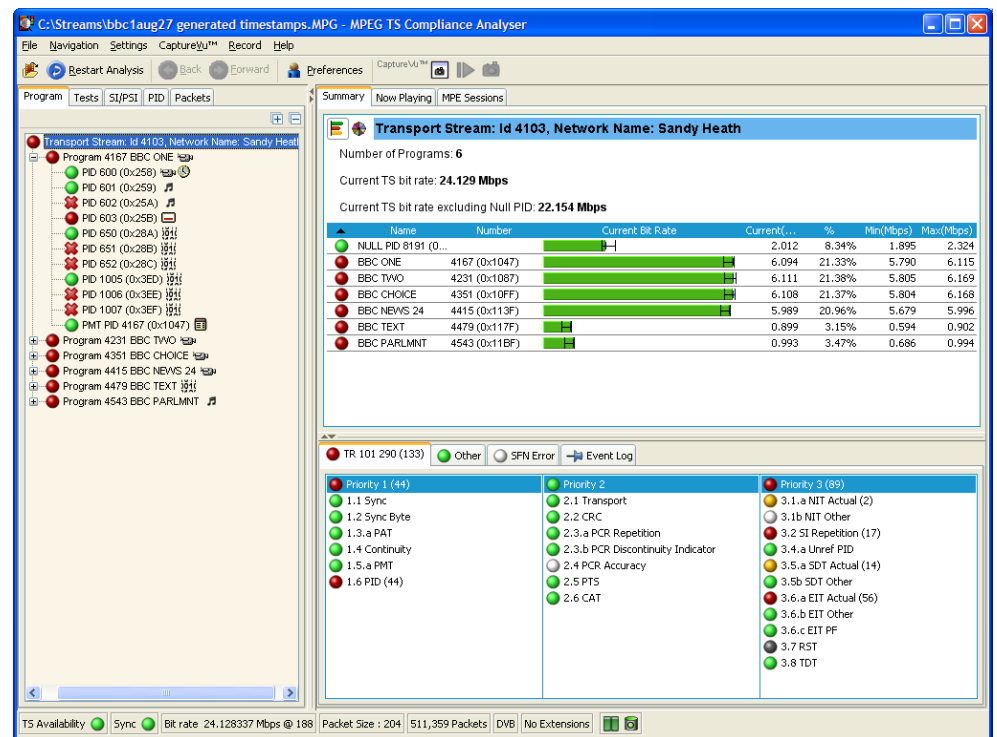 C:\Streams\bbc1aug27 generated timestamps.MPG - MPEG TS Compliance Analyser
File Navigation Settings CaptureVu™ Record Help
Restart Analysis Back Forward Preferences CaptureVu™
Program Tests SI/PSI PID Packets
Transport Stream: Id 4103, Network Name: Sandy Heath
Program 4167 BBC ONE
PID 600 (0x258)
PID 601 (0x259)
PID 602 (0x25A)
PID 603 (0x25B)
PID 650 (0x28A)
PID 651 (0x28B)
PID 652 (0x28C)
PID 1005 (0x3ED)
PID 1006 (0x3EE)
PID 1007 (0x3EF)
PMT PID 4167 (0x1047)
Program 4231 BBC TWO
Program 4351 BBC CHOICE
Program 4415 BBC NEWS 24
Program 4479 BBC TEXT
Program 4543 BBC PARLMNT
Summary Now Playing MPE Sessions
Transport Stream: Id 4103, Network Name: Sandy Heath
Number of Programs: 6
Current TS bit rate: 24.129 Mbps
Current TS bit rate excluding Null PID: 22.154 Mbps
Name Number Current Bit Rate Current(... % Min(Mbps) Max(Mbps)
NULL PID 8191 (0... 2.012 8.34% 1.895 2.324
BBC ONE 4167 (0x1047) 6.094 21.33% 5.790 6.115
BBC TWO 4231 (0x1087) 6.111 21.38% 5.805 6.169
BBC CHOICE 4351 (0x10FF) 6.108 21.37% 5.804 6.168
BBC NEWS 24 4415 (0x113F) 5.989 20.96% 5.679 5.996
BBC TEXT 4479 (0x117F) 0.899 3.15% 0.594 0.902
BBC PARLMNT 4543 (0x11BF) 0.993 3.47% 0.686 0.994
TR 101 290 (133) Other SFN Error Event Log
Priority 1 (44)
1.1 Sync
1.2 Sync Byte
1.3.a PAT
1.4 Continuity
1.5.a PMT
1.6 PID (44)
Priority 2
2.1 Transport
2.2 CRC
2.3.a PCR Repetition
2.3.b PCR Discontinuity Indicator
2.4 PCR Accuracy
2.5 PTS
2.6 CAT
Priority 3 (89)
3.1.a NIT Actual (2)
3.1b NIT Other
3.2 SI Repetition (17)
3.4.a Unref PID
3.5.a SDT Actual (14)
3.5b SDT Other
3.6.a EIT Actual (56)
3.6.b EIT Other
3.6.c EIT PF
3.7 RST
3.8 TDT
TS Availability Sync Bit rate 24.128337 Mbps @ 188 Packet Size : 204 511,359 Packets DVB No Extensions